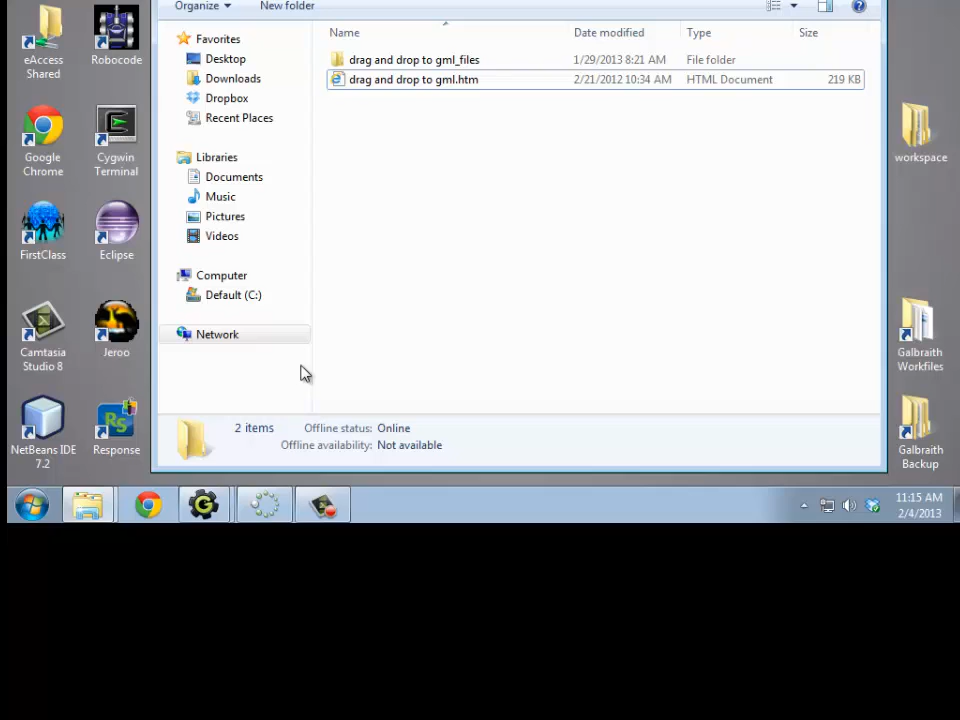 Organize
New folder
Name
Date modified
Type
Size
drag and drop to gml_files
1/29/2013 8:21 AM
File folder
drag and drop to gml.htm
2/21/2012 10:34 AM
HTML Document
219 KB
Favorites
Desktop
Downloads
Dropbox
Recent Places
Libraries
Documents
Music
Pictures
Videos
Computer
Default (C:)
Network
2 items
Offline status: Online
Offline availability: Not available
eAccess
Shared
Robocode
Google
Chrome
Cygwin
Terminal
FirstClass
Eclipse
Camtasia
Studio 8
Jeroo
NetBeans IDE
7.2
Rs
Response
workspace
Galbraith
Workfiles
Galbraith
Backup
11:15 AM
2/4/2013